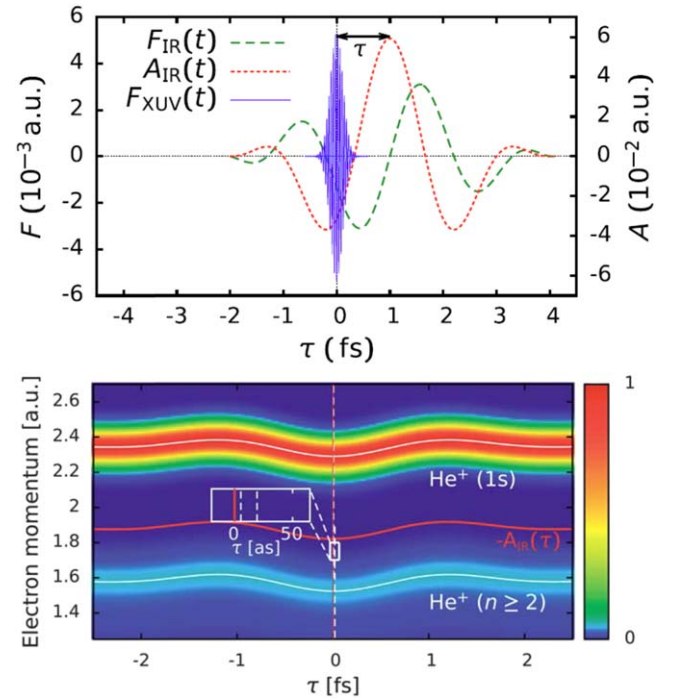 F_IR(t)
A_IR(t)
F_XUV(t)
τ
F (10⁻³ a.u.)
6
4
2
0
-2
-4
-6
A (10⁻² a.u.)
6
4
2
0
-2
-4
-6
-4 -3 -2 -1 0 1 2 3 4
τ (fs)
Electron momentum [a.u.]
2.6
2.4
2.2
2
1.8
1.6
1.4
He⁺ (1s)
0 50
τ [as]
-A_IR(τ)
He⁺ (n ≥ 2)
1
0
-2 -1 0 1 2
τ [fs]